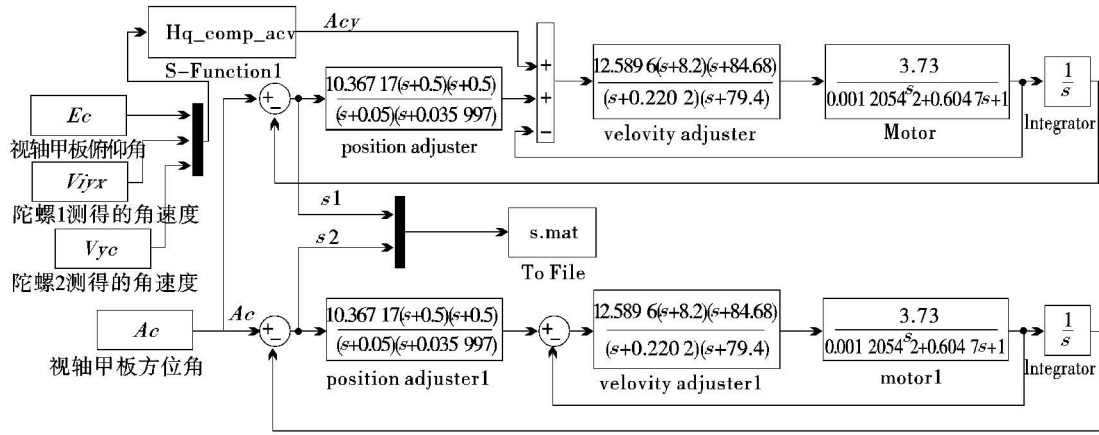 Hq_comp_acv
S-Function1
Acy
Ec
视轴甲板俯仰角
Viyx
陀螺1测得的角速度
Vyc
陀螺2测得的角速度
Ac
视轴甲板方位角
+
−
10.367 17(s+0.5)(s+0.5)
(s+0.05)(s+0.035 997)
position adjuster
+
+
−
12.589 6(s+8.2)(s+84.68)
(s+0.220 2)(s+79.4)
velovity adjuster
3.73
0.001 2054s2+0.604 7s+1
Motor
1
s
Integrator
s1
s2
s.mat
To File
Ac
+
−
10.367 17(s+0.5)(s+0.5)
(s+0.05)(s+0.035 997)
position adjuster1
+
−
12.589 6(s+8.2)(s+84.68)
(s+0.220 2)(s+79.4)
velovity adjuster1
3.73
0.001 2054s2+0.604 7s+1
motor1
1
s
Integrator